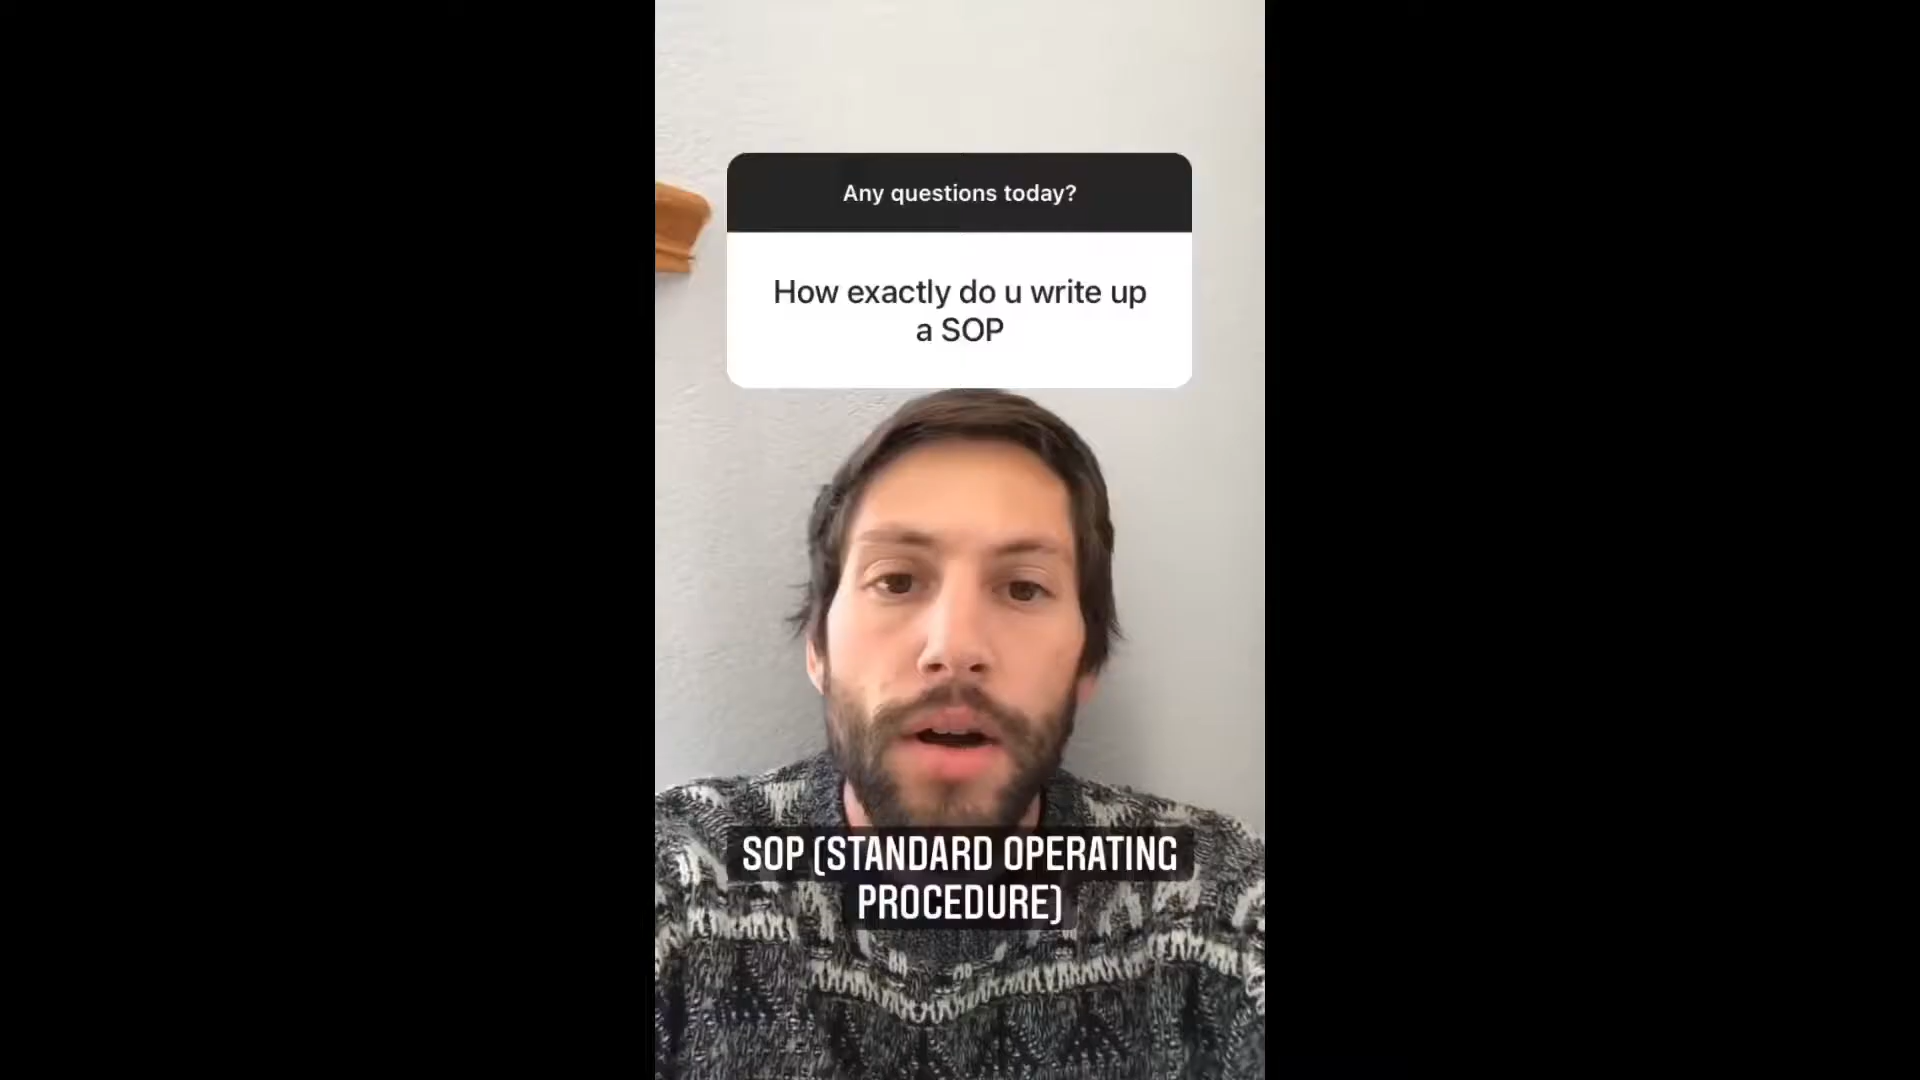 Any questions today?
How exactly do u write up
a SOP
SOP (STANDARD OPERATING
PROCEDURE)